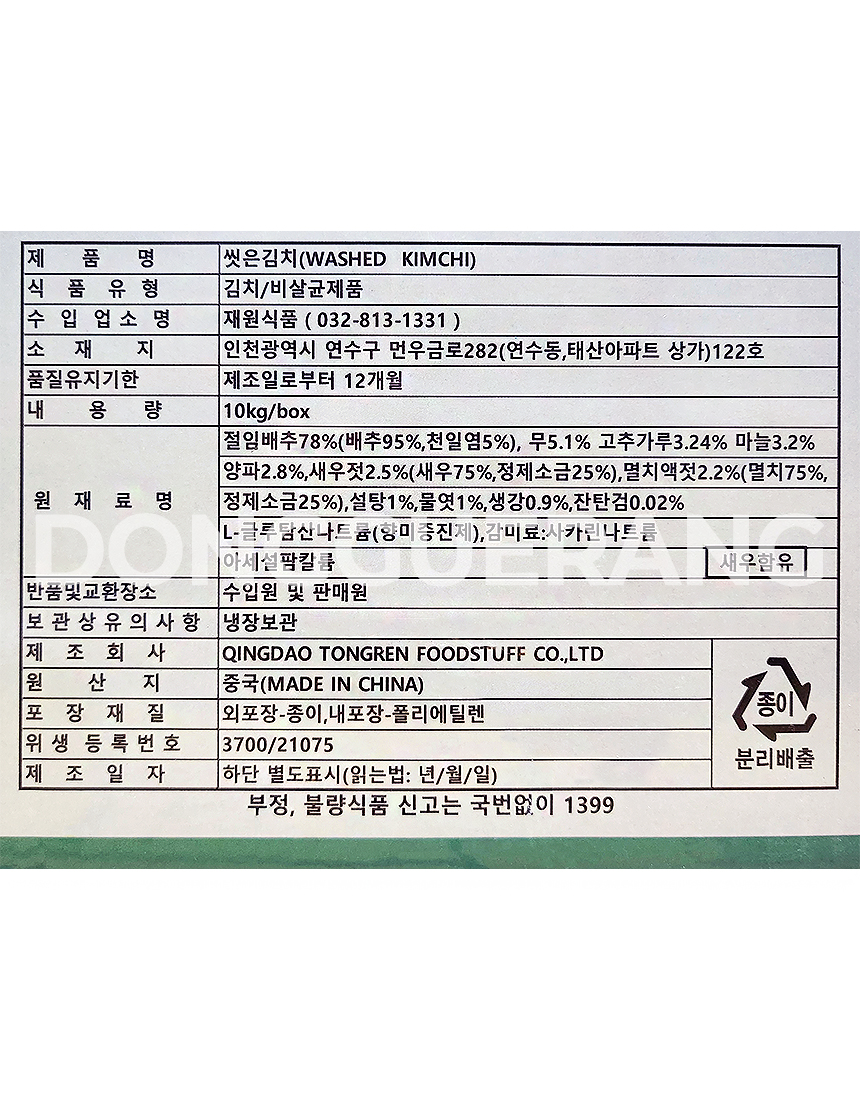 제 품 명 씻은김치(WASHED KIMCHI)
식 품 유 형 김치/비살균제품
수 입 업 소 명 재원식품 ( 032-813-1331 )
소 재 지 인천광역시 연수구 먼우금로282(연수동,태산아파트 상가)122호
품질유지기한 제조일로부터 12개월
내 용 량 10kg/box
원 재 료 명
절임배추78%(배추95%,천일염5%), 무5.1% 고추가루3.24% 마늘3.2%
양파2.8%,새우젓2.5%(새우75%,정제소금25%),멸치액젓2.2%(멸치75%,
정제소금25%),설탕1%,물엿1%,생강0.9%,잔탄검0.02%
L-글루탐산나트륨(향미증진제),감미료:사카린나트륨
아세설팜칼륨 새우함유
반품및교환장소 수입원 및 판매원
보 관 상 유 의 사 항 냉장보관
제 조 회 사 QINGDAO TONGREN FOODSTUFF CO.,LTD
원 산 지 중국(MADE IN CHINA)
포 장 재 질 외포장-종이,내포장-폴리에틸렌
위 생 등 록 번 호 3700/21075
제 조 일 자 하단 별도표시(읽는법: 년/월/일)
종이
분리배출
부정, 불량식품 신고는 국번없이 1399